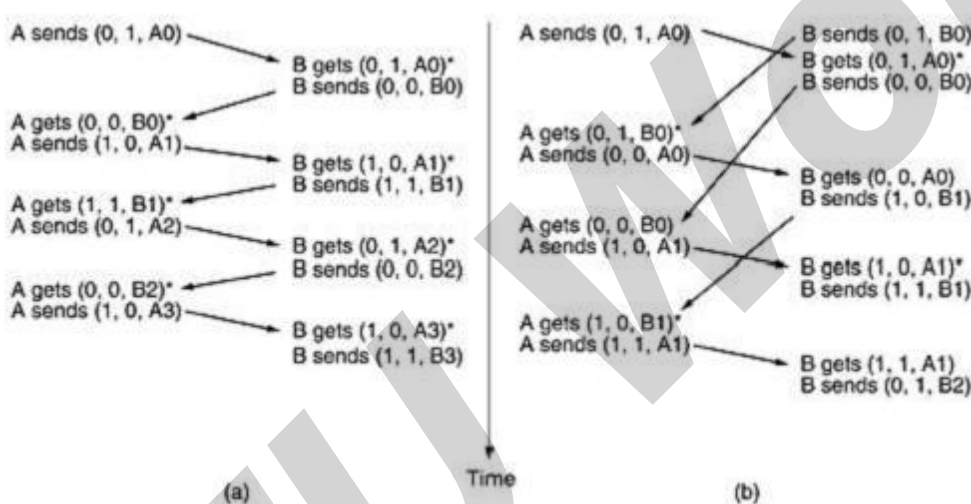 A sends (0, 1, A0)
B gets (0, 1, A0)*
B sends (0, 0, B0)
A gets (0, 0, B0)*
A sends (1, 0, A1)
B gets (1, 0, A1)*
B sends (1, 1, B1)
A gets (1, 1, B1)*
A sends (0, 1, A2)
B gets (0, 1, A2)*
B sends (0, 0, B2)
A gets (0, 0, B2)*
A sends (1, 0, A3)
B gets (1, 0, A3)*
B sends (1, 1, B3)
(a)
Time
A sends (0, 1, A0)
B sends (0, 1, B0)
B gets (0, 1, A0)*
B sends (0, 0, B0)
A gets (0, 1, B0)*
A sends (0, 0, A0)
B gets (0, 0, A0)
B sends (1, 0, B1)
A gets (0, 0, B0)
A sends (1, 0, A1)
B gets (1, 0, A1)*
B sends (1, 1, B1)
A gets (1, 0, B1)*
A sends (1, 1, A1)
B gets (1, 1, A1)
B sends (0, 1, B2)
(b)